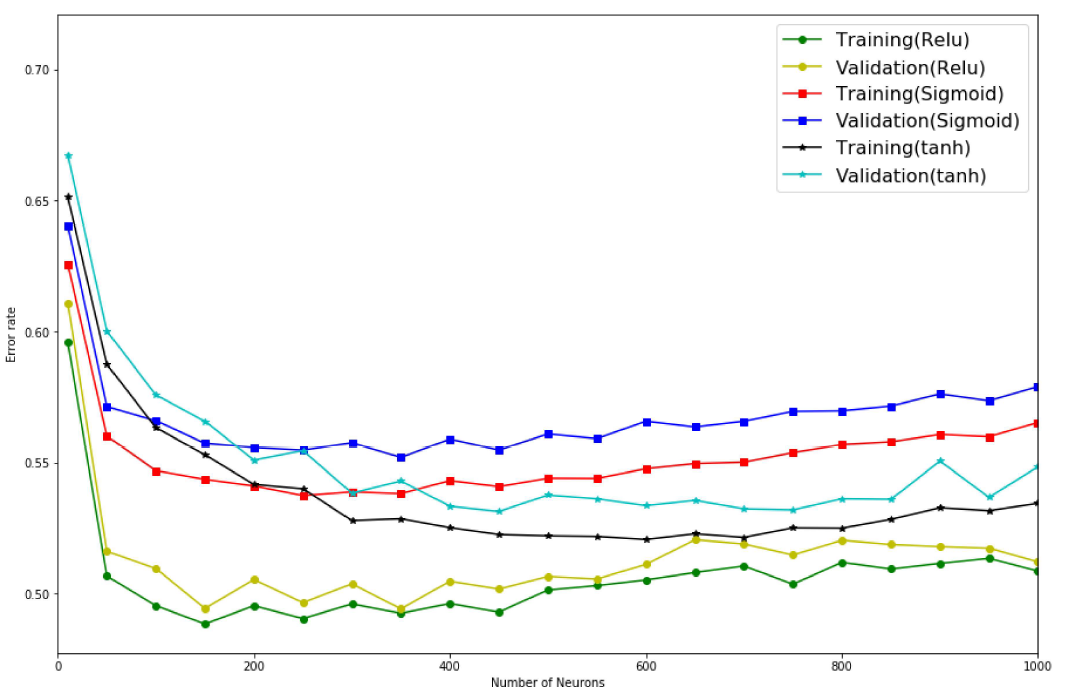 Training(Relu)
Validation(Relu)
Training(Sigmoid)
Validation(Sigmoid)
Training(tanh)
Validation(tanh)
0.70
0.65
0.60
0.55
0.50
Error rate
0 200 400 600 800 1000
Number of Neurons